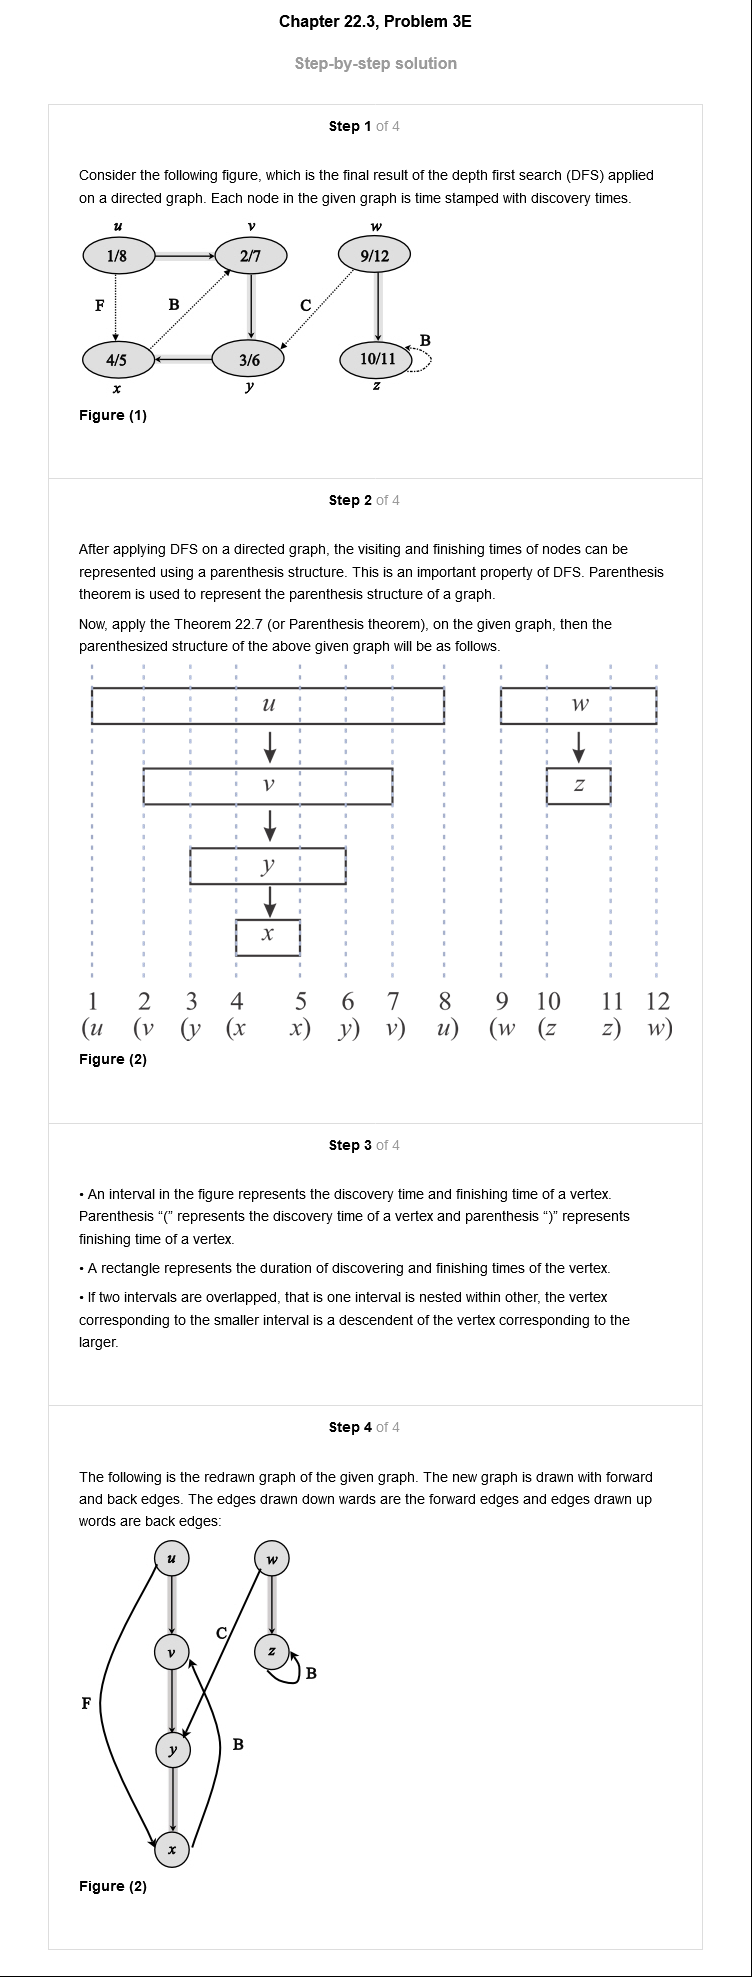 Chapter 22.3, Problem 3E
Step-by-step solution
Step 1 of 4
Consider the following figure, which is the final result of the depth first search (DFS) applied
on a directed graph. Each node in the given graph is time stamped with discovery times.
u v w
1/8 2/7 9/12
F B C
B
4/5 3/6 10/11
x y z
Figure (1)
Step 2 of 4
After applying DFS on a directed graph, the visiting and finishing times of nodes can be
represented using a parenthesis structure. This is an important property of DFS. Parenthesis
theorem is used to represent the parenthesis structure of a graph.
Now, apply the Theorem 22.7 (or Parenthesis theorem), on the given graph, then the
parenthesized structure of the above given graph will be as follows.
u w
v z
y
x
1 2 3 4 5 6 7 8 9 10 11 12
(u (v (y (x x) y) v) u) (w (z z) w)
Figure (2)
Step 3 of 4
• An interval in the figure represents the discovery time and finishing time of a vertex.
Parenthesis “(” represents the discovery time of a vertex and parenthesis “)” represents
finishing time of a vertex.
• A rectangle represents the duration of discovering and finishing times of the vertex.
• If two intervals are overlapped, that is one interval is nested within other, the vertex
corresponding to the smaller interval is a descendent of the vertex corresponding to the
larger.
Step 4 of 4
The following is the redrawn graph of the given graph. The new graph is drawn with forward
and back edges. The edges drawn down wards are the forward edges and edges drawn up
words are back edges:
u w
C
v z
B
F
y B
x
Figure (2)